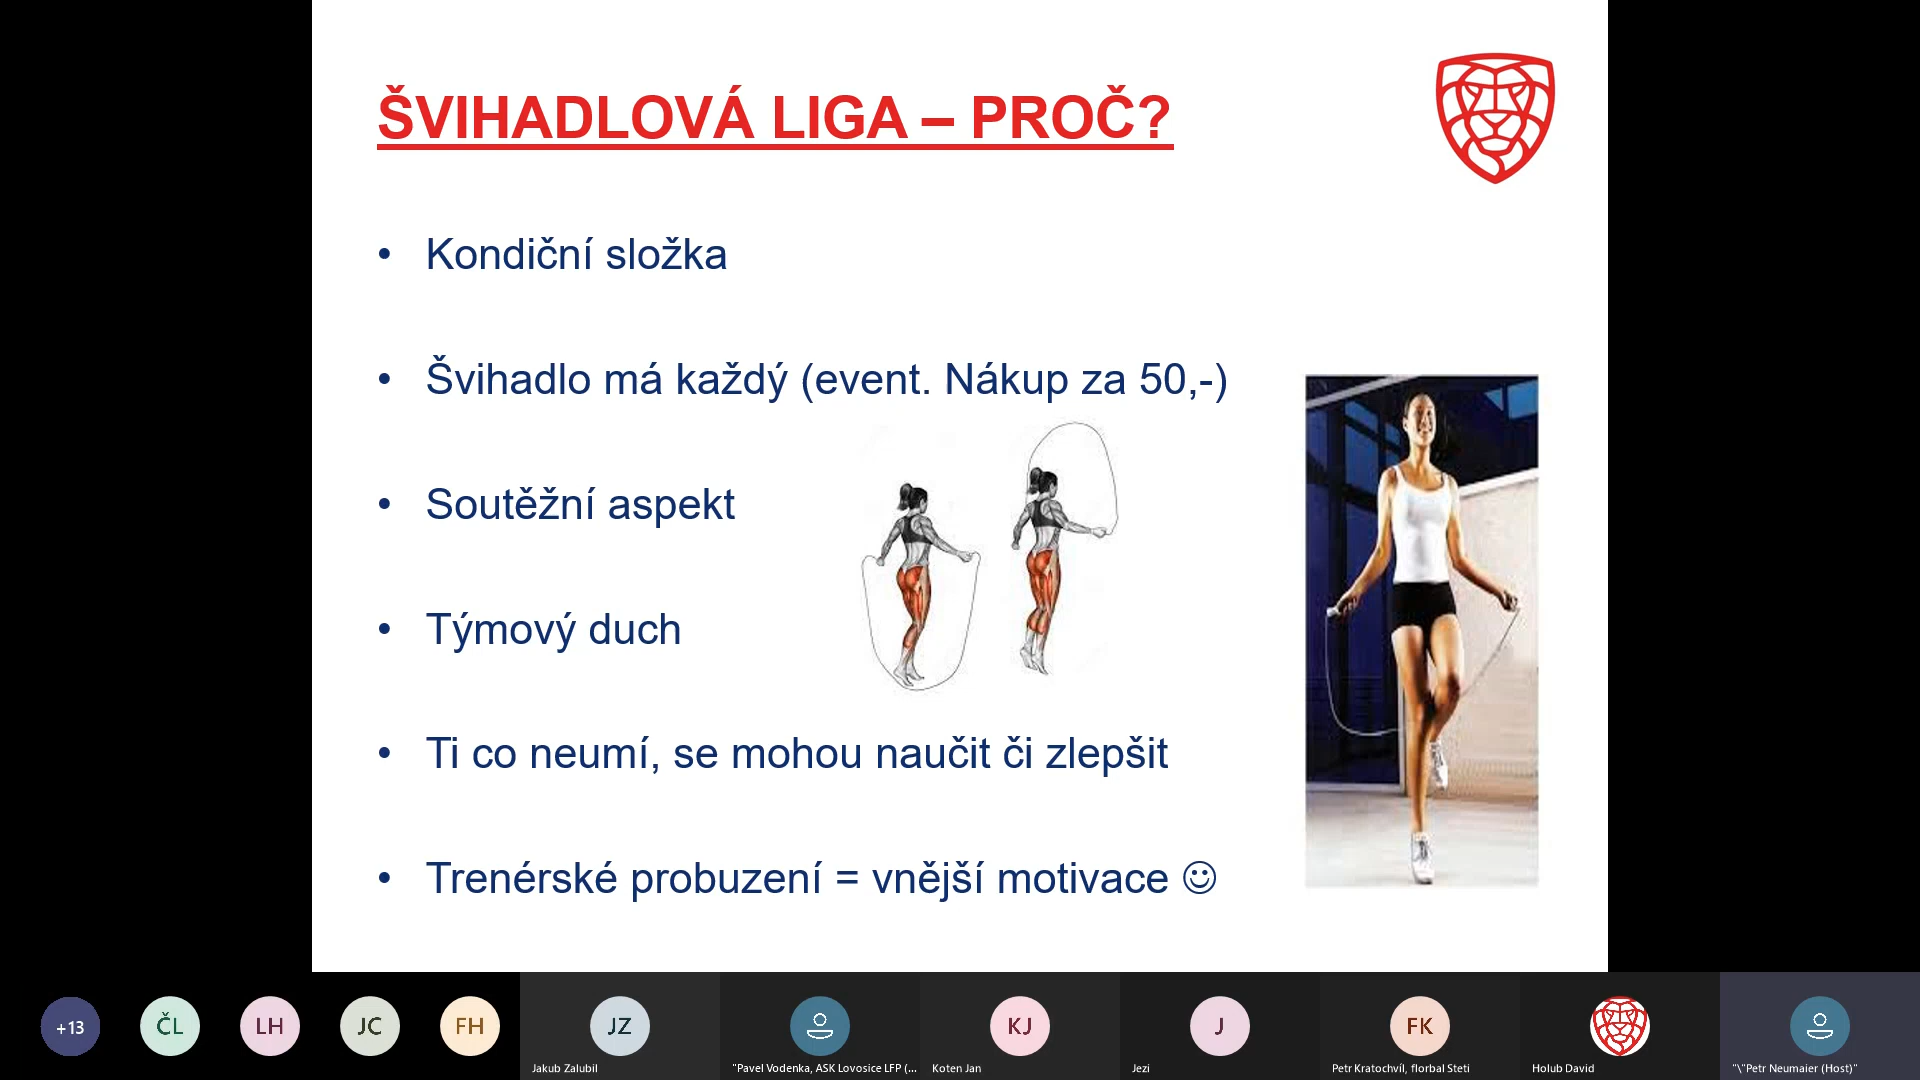 ŠVIHADLOVÁ LIGA – PROČ?
• Kondiční složka
• Švihadlo má každý (event. Nákup za 50,-)
• Soutěžní aspekt
• Týmový duch
• Ti co neumí, se mohou naučit či zlepšit
• Trenérské probuzení = vnější motivace ☺
+13
ČL
LH
JC
FH
JZ
KJ
J
FK
Jakub Zalubil
"Pavel Vodenka, ASK Lovosice LFP (...
Koten Jan
Jezi
Petr Kratochvíl, florbal Steti
Holub David
"\"Petr Neumaier (Host)"